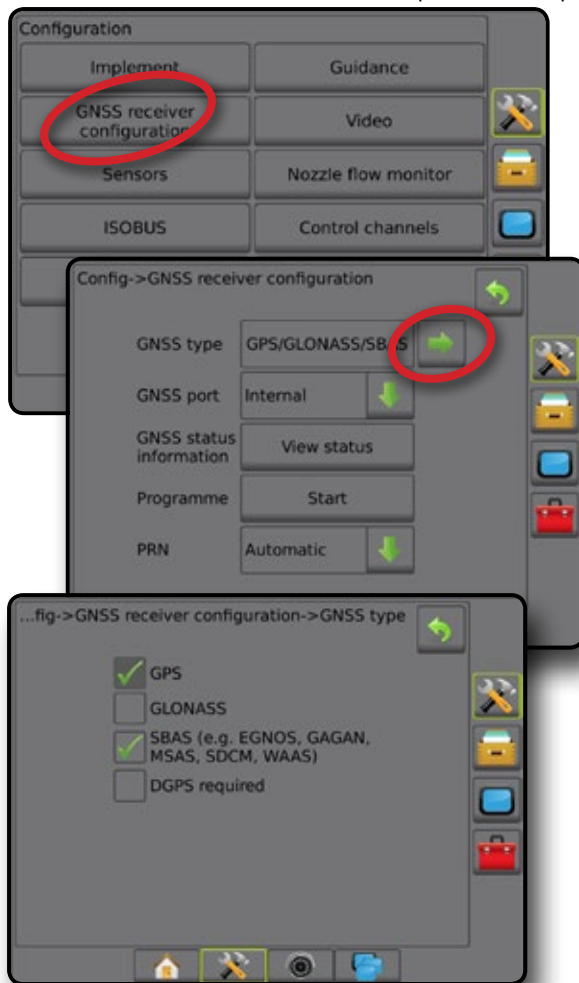 Configuration
Implement
Guidance
GNSS receiver
configuration
Video
Sensors
Nozzle flow monitor
ISOBUS
Control channels
Config->GNSS receiver configuration
GNSS type
GPS/GLONASS/SBAS
GNSS port
Internal
GNSS status
information
View status
Programme
Start
PRN
Automatic
...fig->GNSS receiver configuration->GNSS type
GPS
GLONASS
SBAS (e.g. EGNOS, GAGAN,
MSAS, SDCM, WAAS)
DGPS required